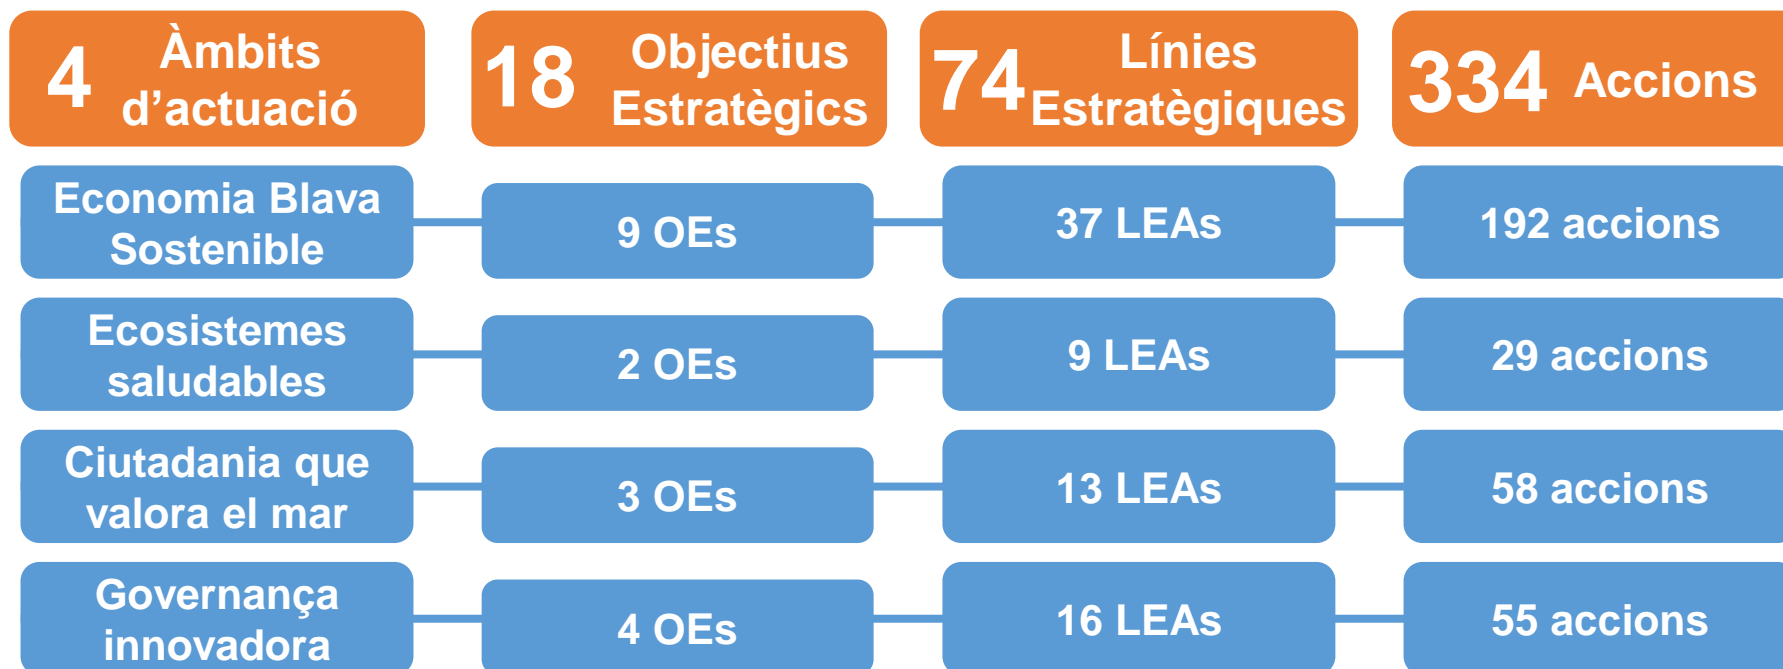 4 Àmbits
d’actuació
18 Objectius
Estratègics
74 Línies
Estratègiques
334 Accions
Economia Blava
Sostenible
9 OEs
37 LEAs
192 accions
Ecosistemes
saludables
2 OEs
9 LEAs
29 accions
Ciutadania que
valora el mar
3 OEs
13 LEAs
58 accions
Governança
innovadora
4 OEs
16 LEAs
55 accions